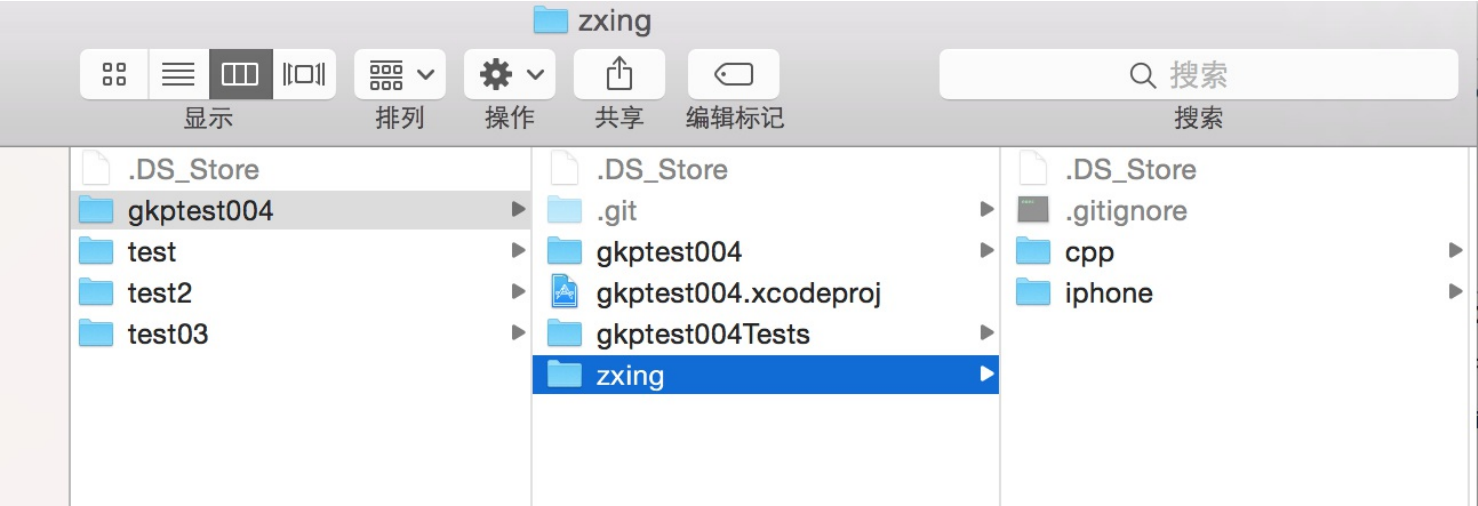 zxing
搜索
显示
排列
操作
共享
编辑标记
搜索
.DS_Store
gkptest004
test
test2
test03
.DS_Store
.git
gkptest004
gkptest004.xcodeproj
gkptest004Tests
zxing
.DS_Store
.gitignore
cpp
iphone